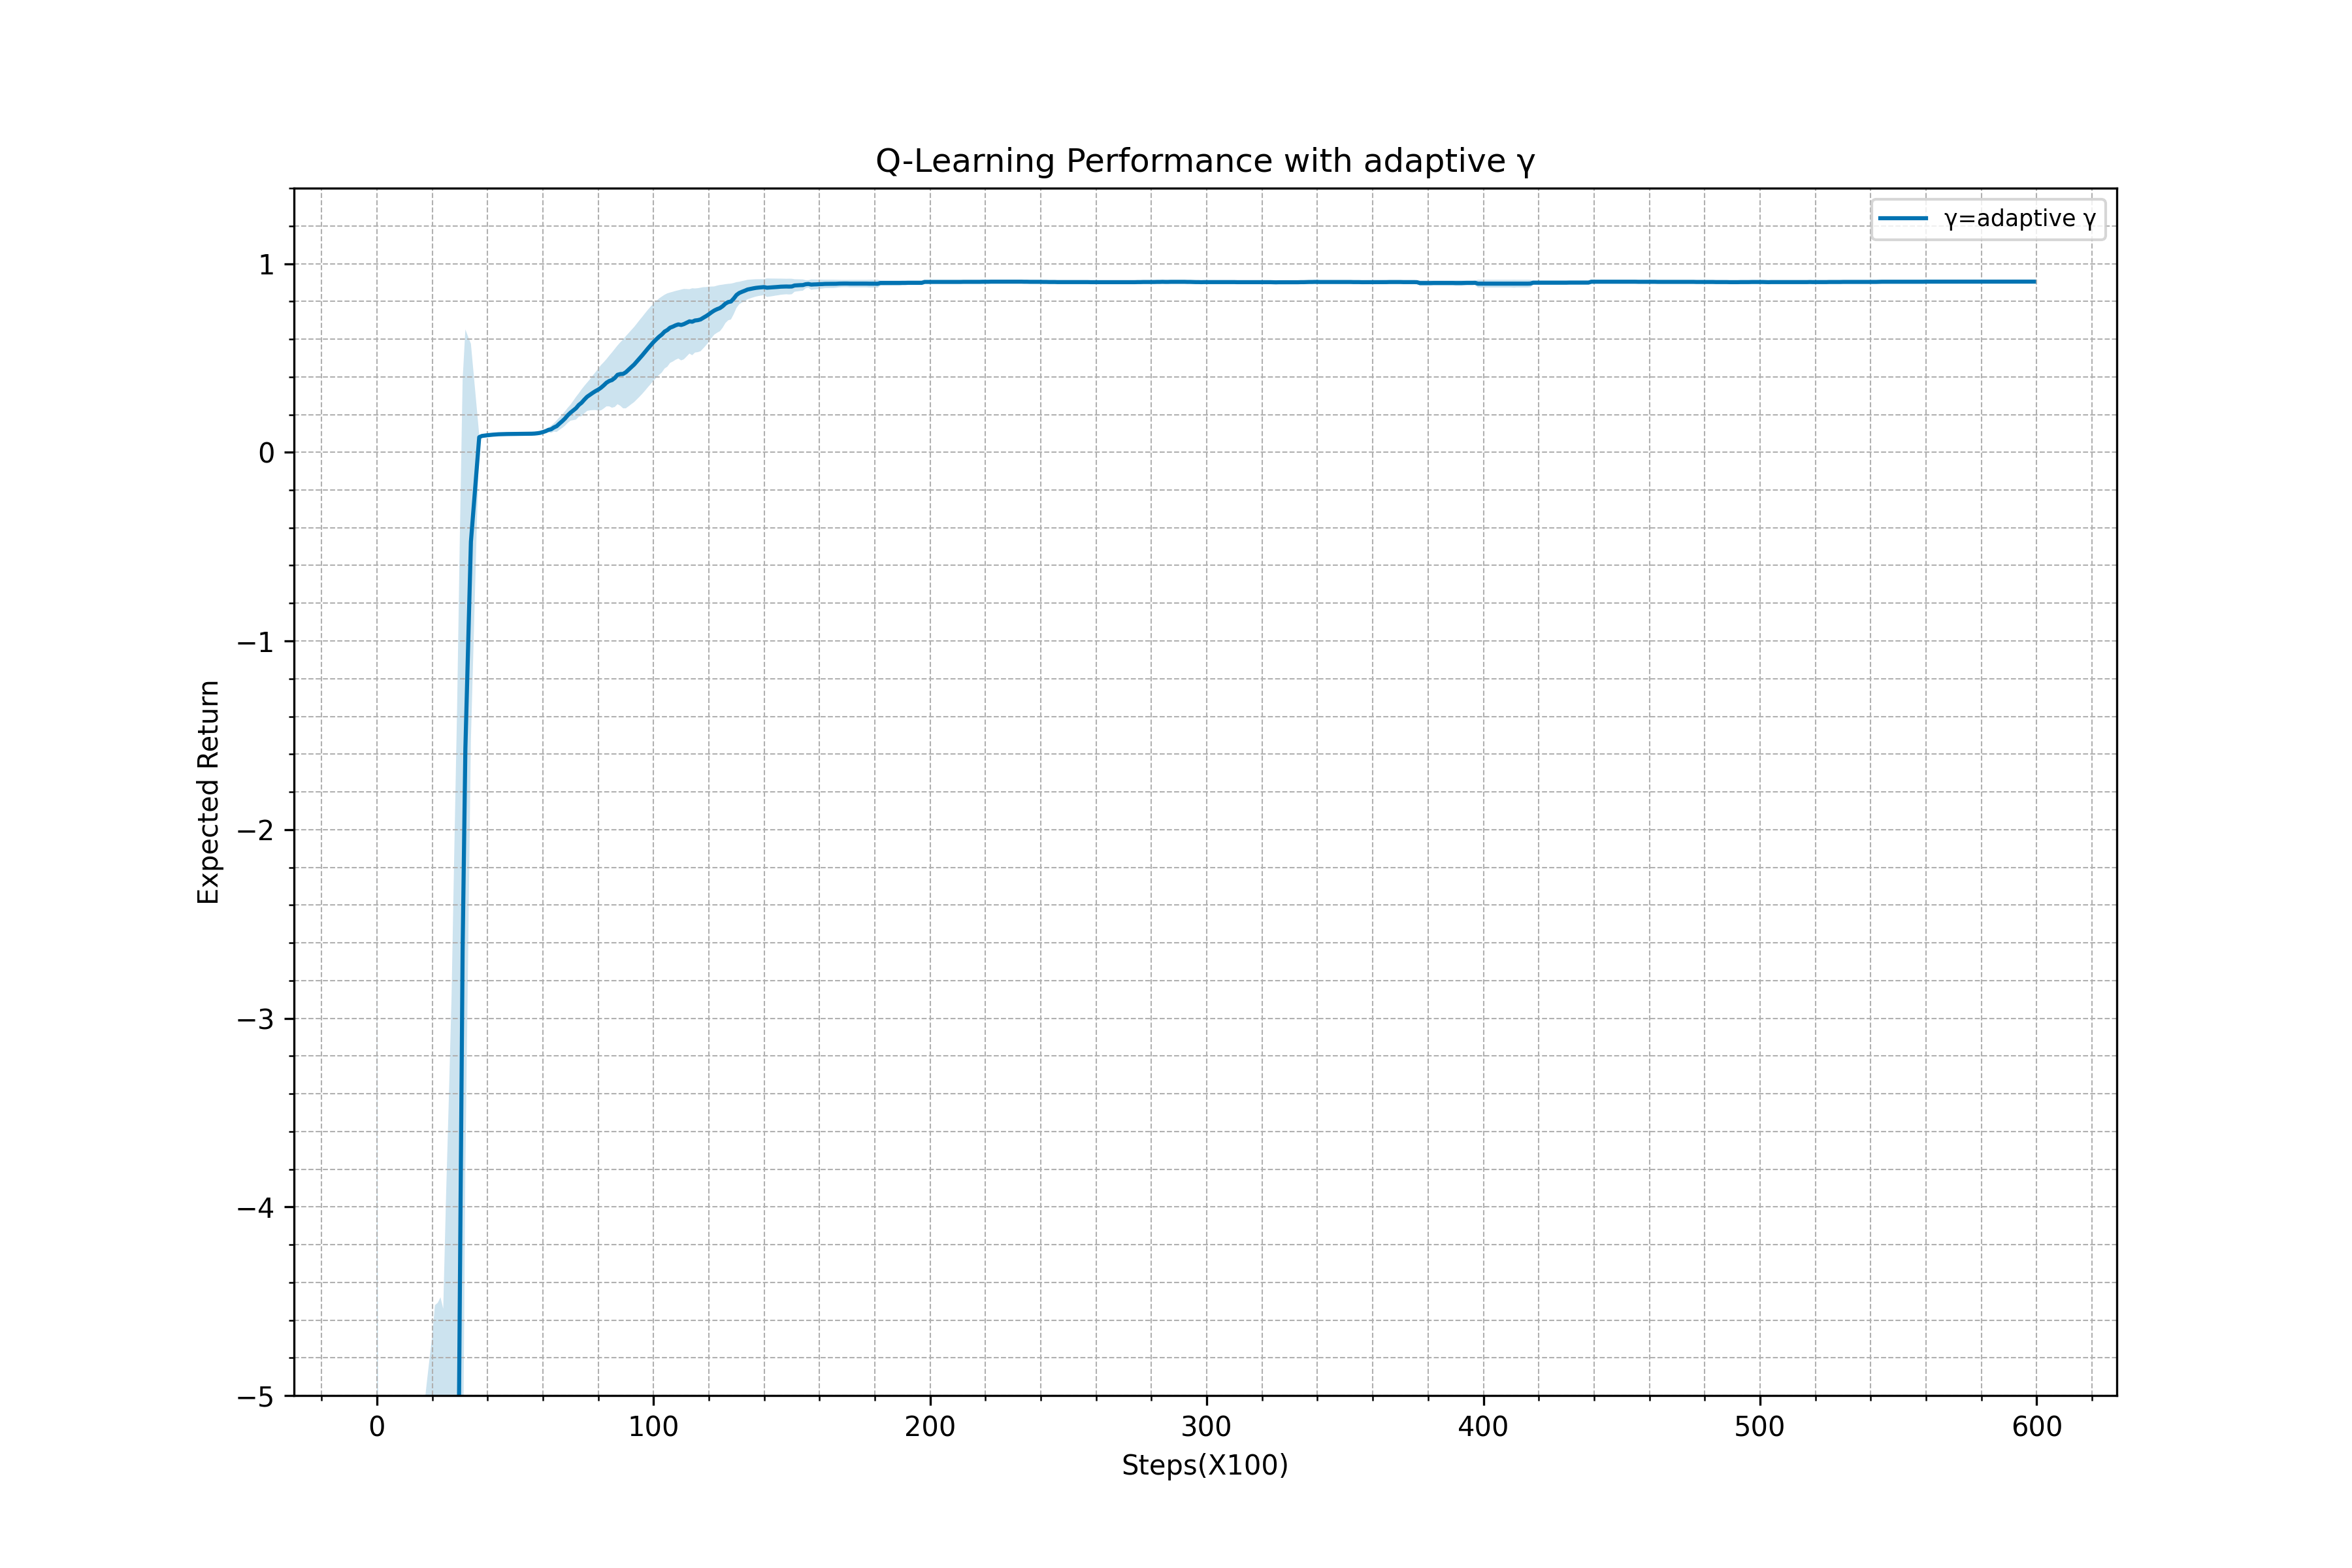 Q-Learning Performance with adaptive γ
γ=adaptive γ
1
0
−1
−2
−3
−4
−5
Expected Return
0 100 200 300 400 500 600
Steps(X100)